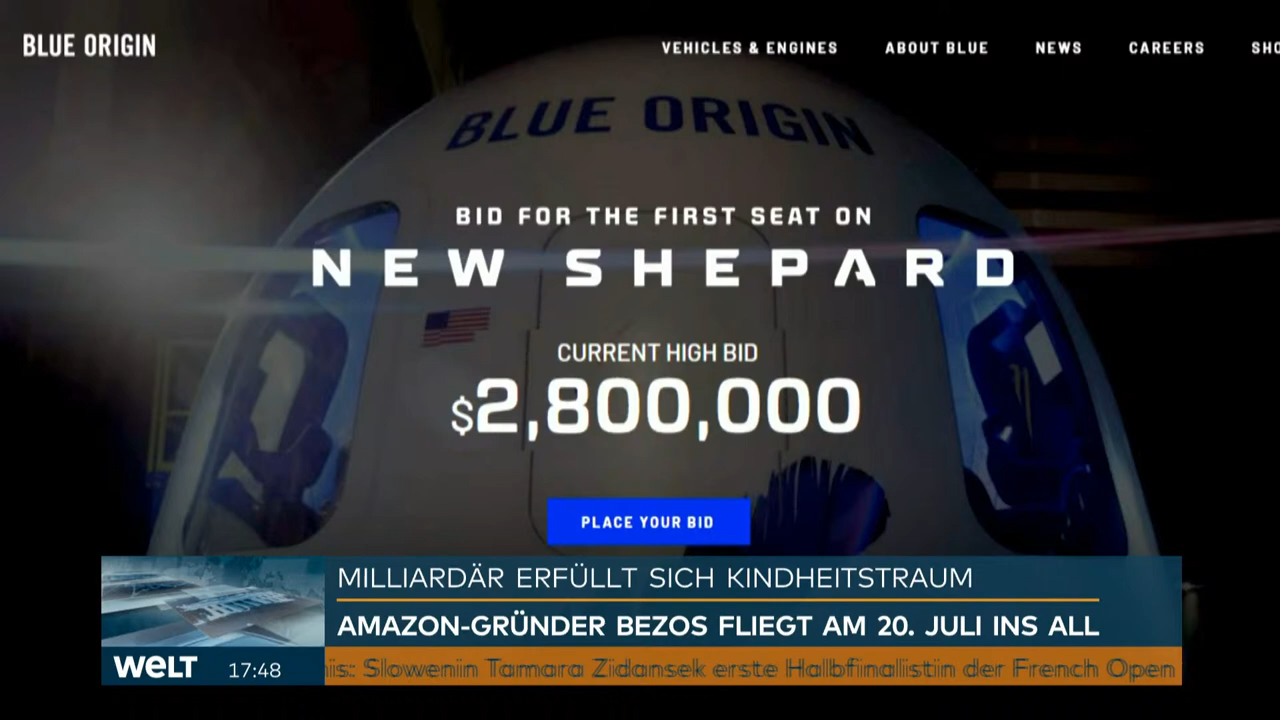 BLUE ORIGIN
VEHICLES & ENGINES ABOUT BLUE NEWS CAREERS SHO
BLUE ORIGIN
BID FOR THE FIRST SEAT ON
NEW SHEPARD
CURRENT HIGH BID
$2,800,000
PLACE YOUR BID
MILLIARDÄR ERFÜLLT SICH KINDHEITSTRAUM
AMAZON-GRÜNDER BEZOS FLIEGT AM 20. JULI INS ALL
welt 17:48 is: Slowenin Tamara Zidansek erste Halbfinalistin der French Open